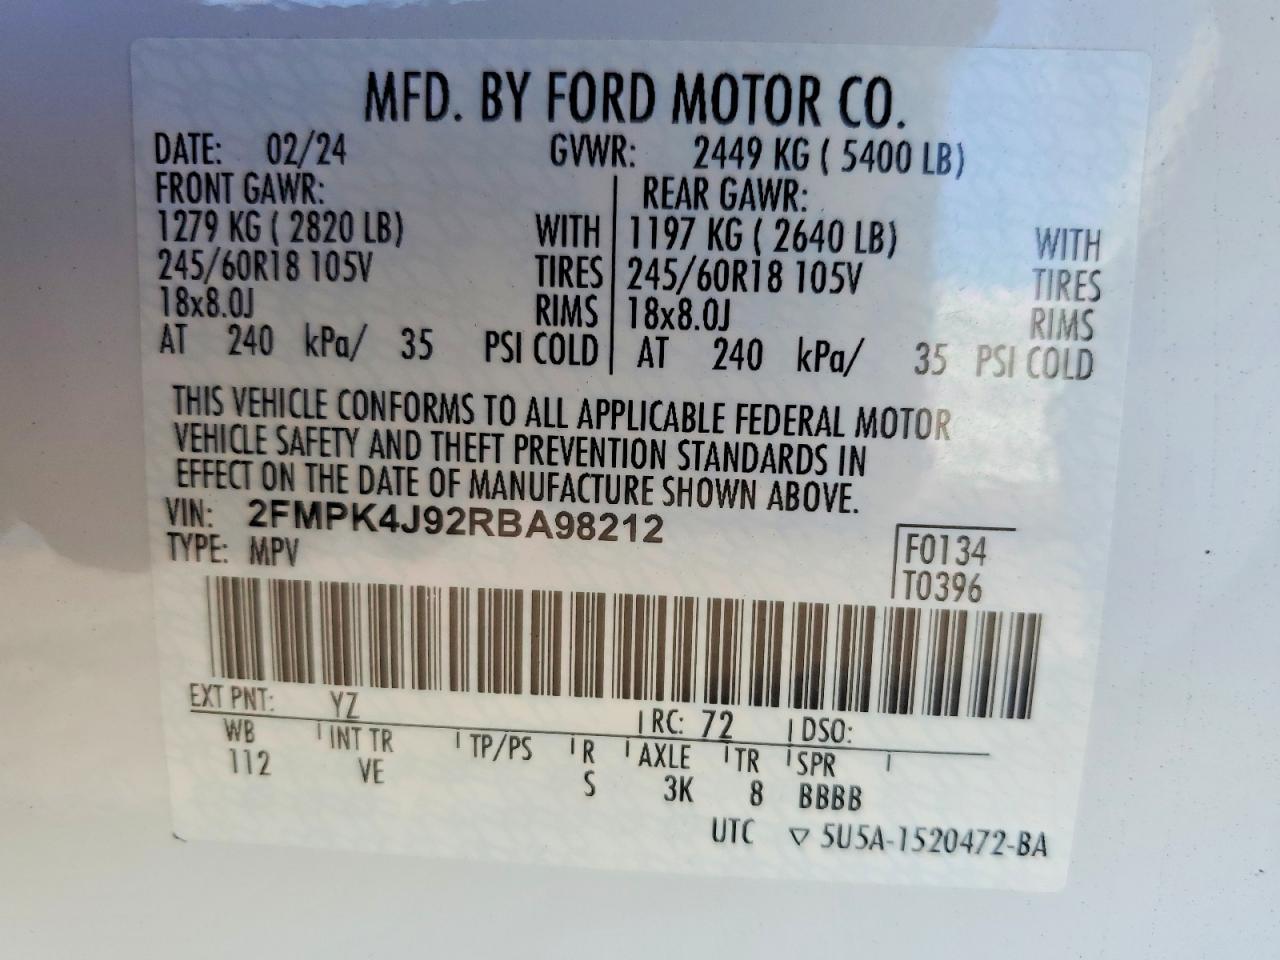 MFD. BY FORD MOTOR CO.
DATE: 02/24 GVWR: 2449 KG ( 5400 LB)
FRONT GAWR: REAR GAWR:
1279 KG ( 2820 LB) WITH 1197 KG ( 2640 LB) WITH
245/60R18 105V TIRES 245/60R18 105V TIRES
18x8.0J RIMS 18x8.0J RIMS
AT 240 kPa/ 35 PSI COLD AT 240 kPa/ 35 PSI COLD
THIS VEHICLE CONFORMS TO ALL APPLICABLE FEDERAL MOTOR
VEHICLE SAFETY AND THEFT PREVENTION STANDARDS IN
EFFECT ON THE DATE OF MANUFACTURE SHOWN ABOVE.
VIN: 2FMPK4J92RBA98212
TYPE: MPV
F0134
T0396
EXT PNT: YZ RC: 72 DSO:
WB INT TR TP/PS R AXLE TR SPR
112 VE S 3K 8 BBBB
UTC ▽ 5U5A-1520472-BA